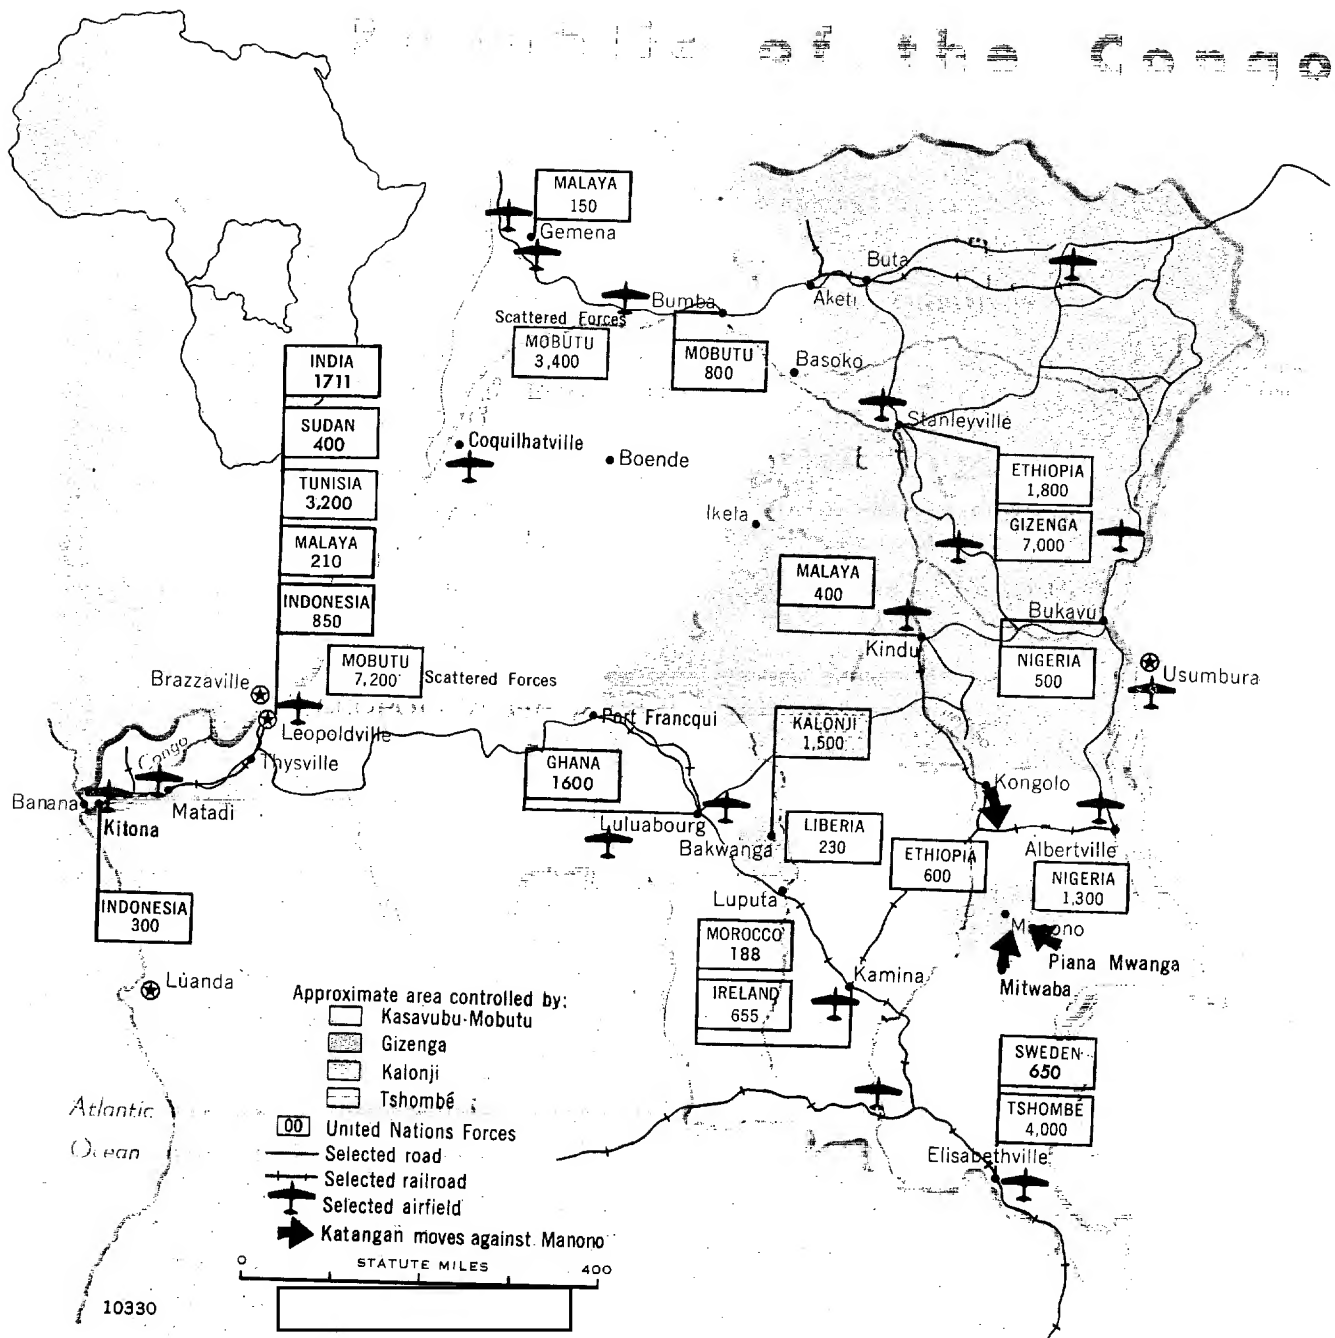 Republic of the Congo
MALAYA
150
Gemena
Buta
Aketi
Bumba
Scattered Forces
MOBUTU
3,400
MOBUTU
800
Basoko
INDIA
1711
SUDAN
400
TUNISIA
3,200
MALAYA
210
INDONESIA
850
Coquilhatville
Boende
Stanleyville
ETHIOPIA
1,800
GIZENGA
7,000
Ikela
MALAYA
400
Bukavu
Kindu
NIGERIA
500
Usumbura
MOBUTU
7,200
Scattered Forces
Brazzaville
Leopoldville
Port Francqui
KALONJI
1,500
Congo
Thysville
GHANA
1600
Kongolo
Banana
Kitona
Matadi
Luluabourg
Bakwanga
LIBERIA
230
ETHIOPIA
600
Albertville
NIGERIA
1,300
INDONESIA
300
Luputa
Manono
MOROCCO
188
Piana Mwanga
Mitwaba
IRELAND
655
Kamina
Luanda
SWEDEN
650
TSHOMBÉ
4,000
Elisabethville
Atlantic
Ocean
Approximate area controlled by:
Kasavubu-Mobutu
Gizenga
Kalonji
Tshombé
00 United Nations Forces
Selected road
Selected railroad
Selected airfield
Katangan moves against Manono
0 STATUTE MILES 400
10330